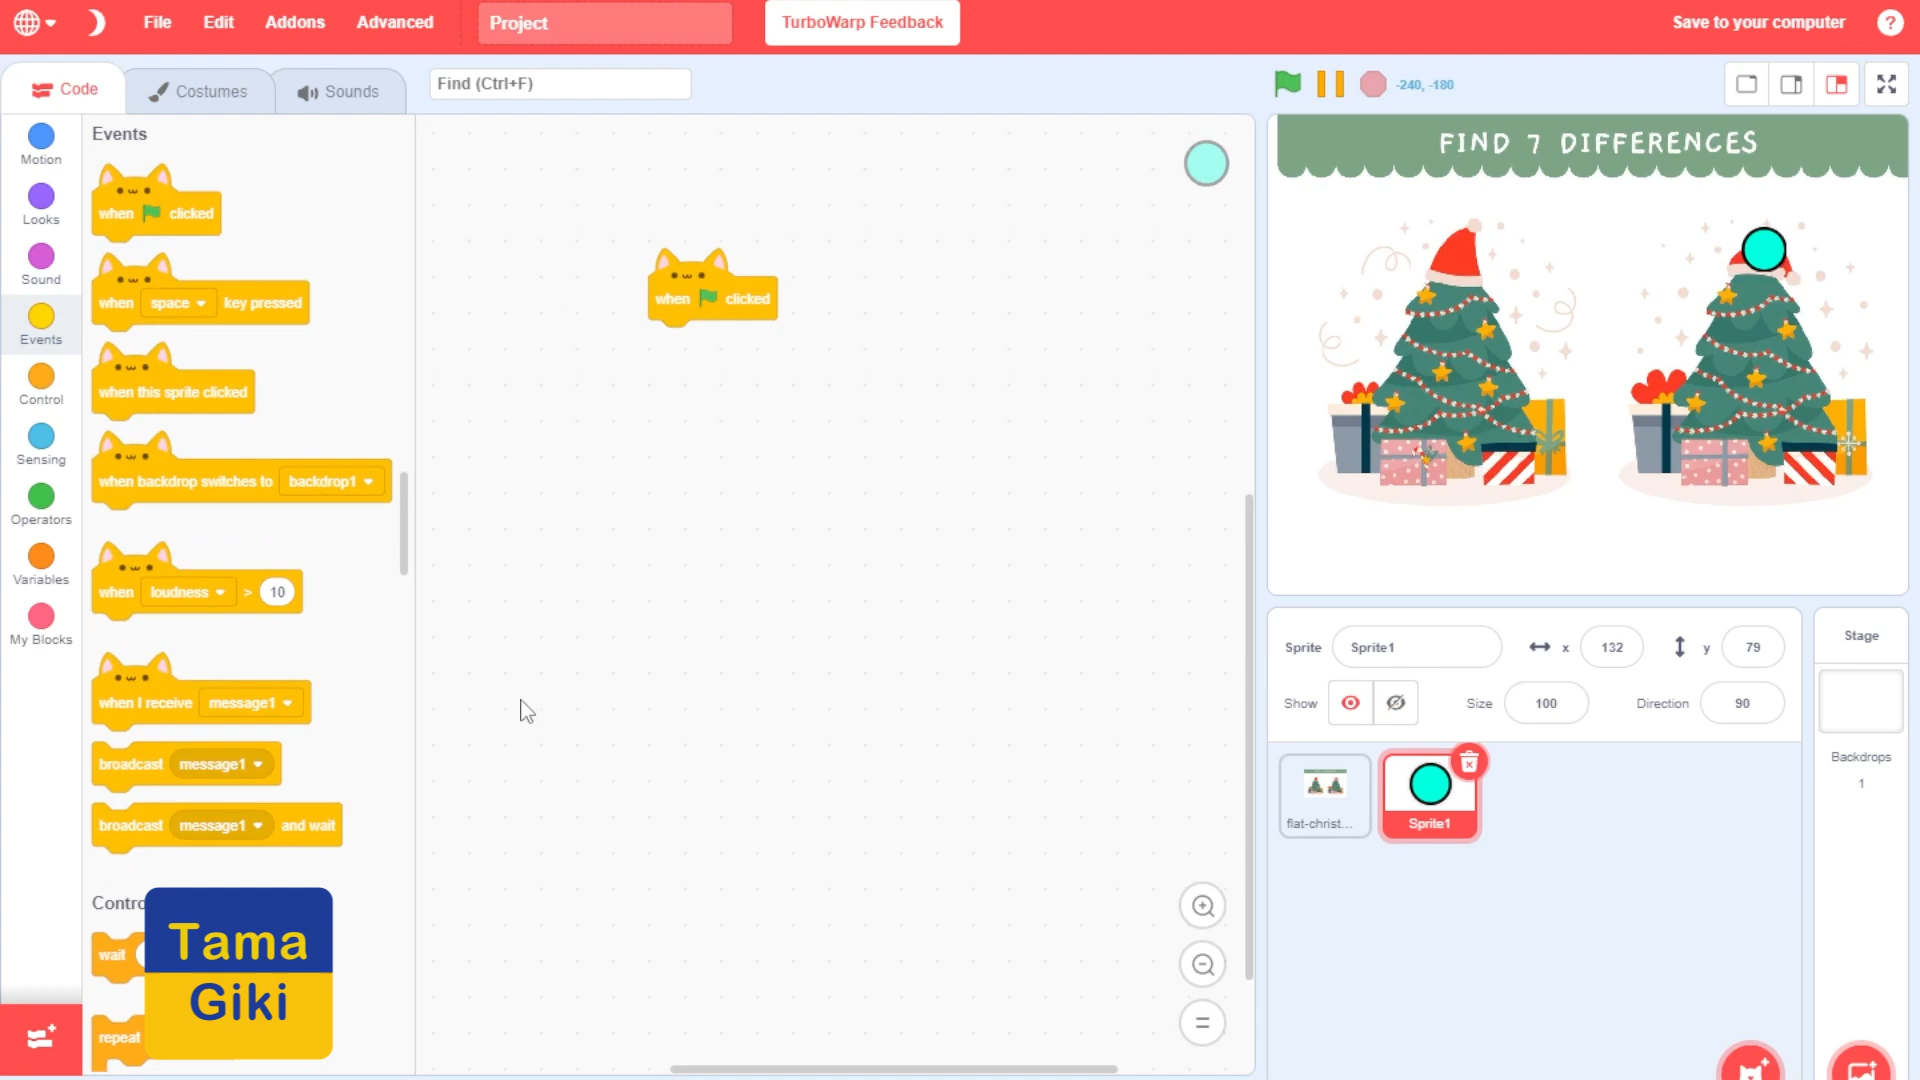 File Edit Addons Advanced Project TurboWarp Feedback Save to your computer ?
Code Costumes Sounds Find (Ctrl+F) -240, -180
Motion
Looks
Sound
Events
Control
Sensing
Operators
Variables
My Blocks
Events
when clicked
when space key pressed
when this sprite clicked
when backdrop switches to backdrop1
when loudness > 10
when I receive message1
broadcast message1
broadcast message1 and wait
Contro
wait
repeat
Tama
Giki
when clicked
FIND 7 DIFFERENCES
Sprite Sprite1 x 132 y 79
Show Size 100 Direction 90
flat-christ... Sprite1
Stage
Backdrops
1